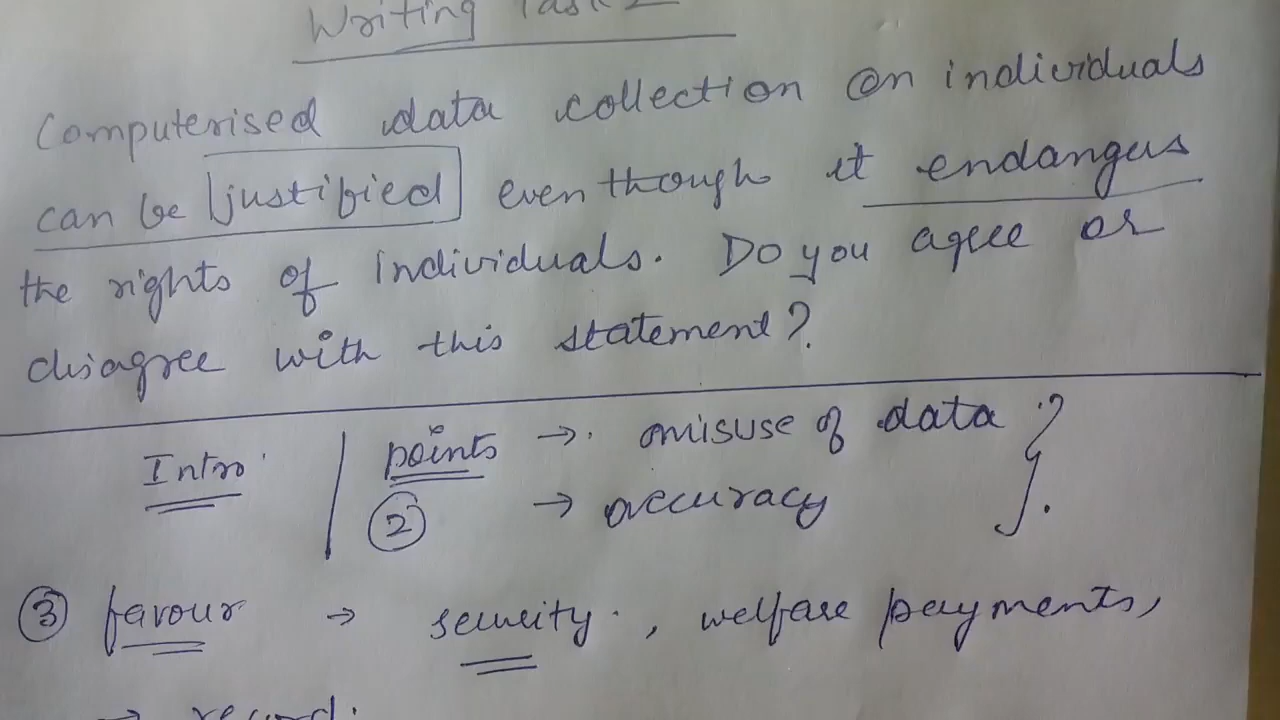 Writing Task 2
Computerised data collection on individuals
can be justified even though it endangers
the rights of individuals. Do you agree or
disagree with this statement?
Intro | points → misuse of data }
② → accuracy
③ favour → security, welfare payments,
→ record.